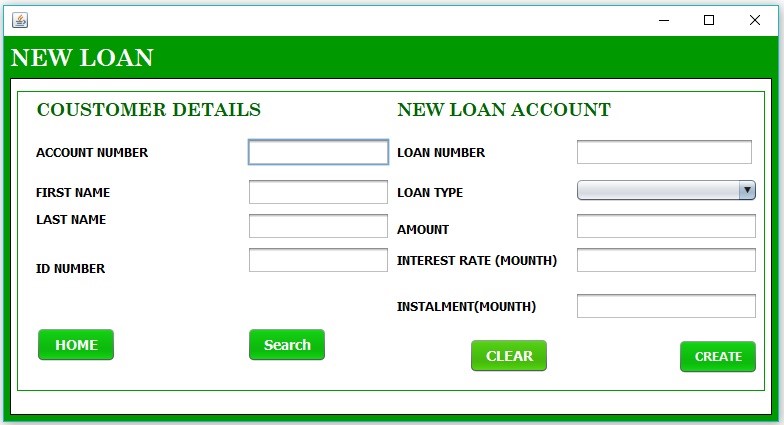 NEW LOAN
COUSTOMER DETAILS
ACCOUNT NUMBER
FIRST NAME
LAST NAME
ID NUMBER
HOME
Search
NEW LOAN ACCOUNT
LOAN NUMBER
LOAN TYPE
AMOUNT
INTEREST RATE (MOUNTH)
INSTALMENT(MOUNTH)
CLEAR
CREATE